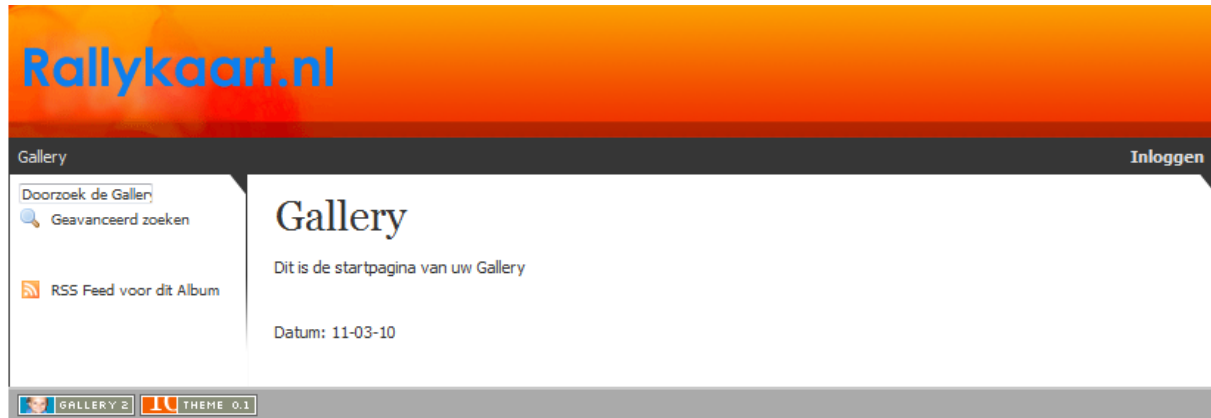 Rallykaart.nl
Gallery
Inloggen
Doorzoek de Galler
Geavanceerd zoeken
RSS Feed voor dit Album
Gallery
Dit is de startpagina van uw Gallery
Datum: 11-03-10
GALLERY 2
THEME 0.1